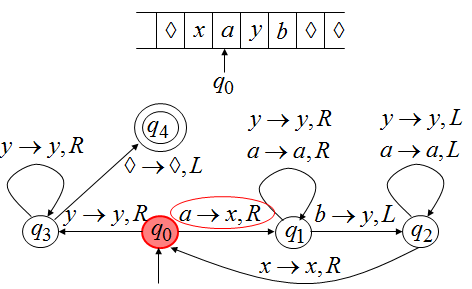 ◊ x a y b ◊ ◊
q₀
y → y, R
a → a, R
y → y, L
a → a, L
q₄
y → y, R
◊ → ◊, L
y → y, R
a → x, R
b → y, L
q₃
q₀
q₁
q₂
x → x, R